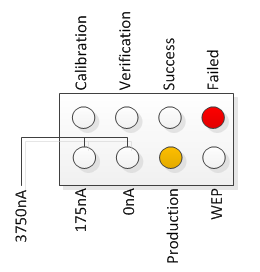 Calibration
Verification
Success
Failed
3750nA
175nA
0nA
Production
WEP